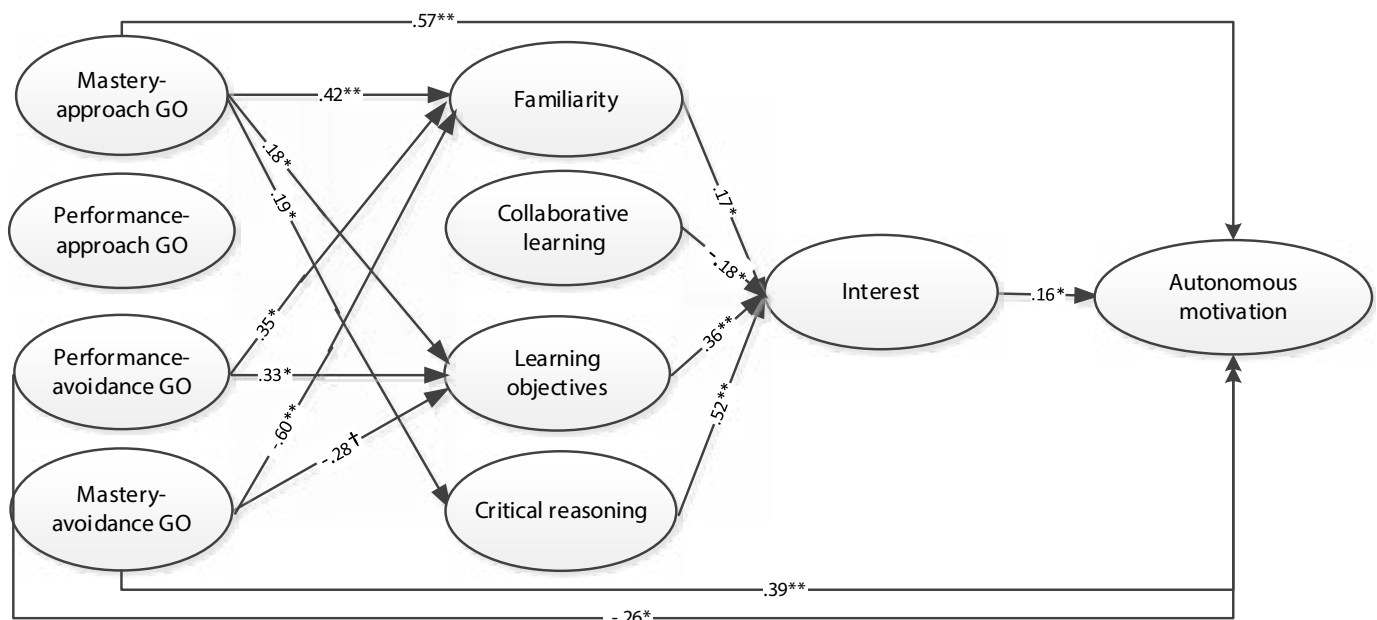 .57**
Mastery-
approach GO
.42**
Familiarity
.18*
.19*
.17*
Performance-
approach GO
Collaborative
learning
-.18*
Interest
.16*
Autonomous
motivation
.35*
Performance-
avoidance GO
.33*
Learning
objectives
.36**
-.60**
-.28†
.52**
Mastery-
avoidance GO
Critical reasoning
.39**
-.26*